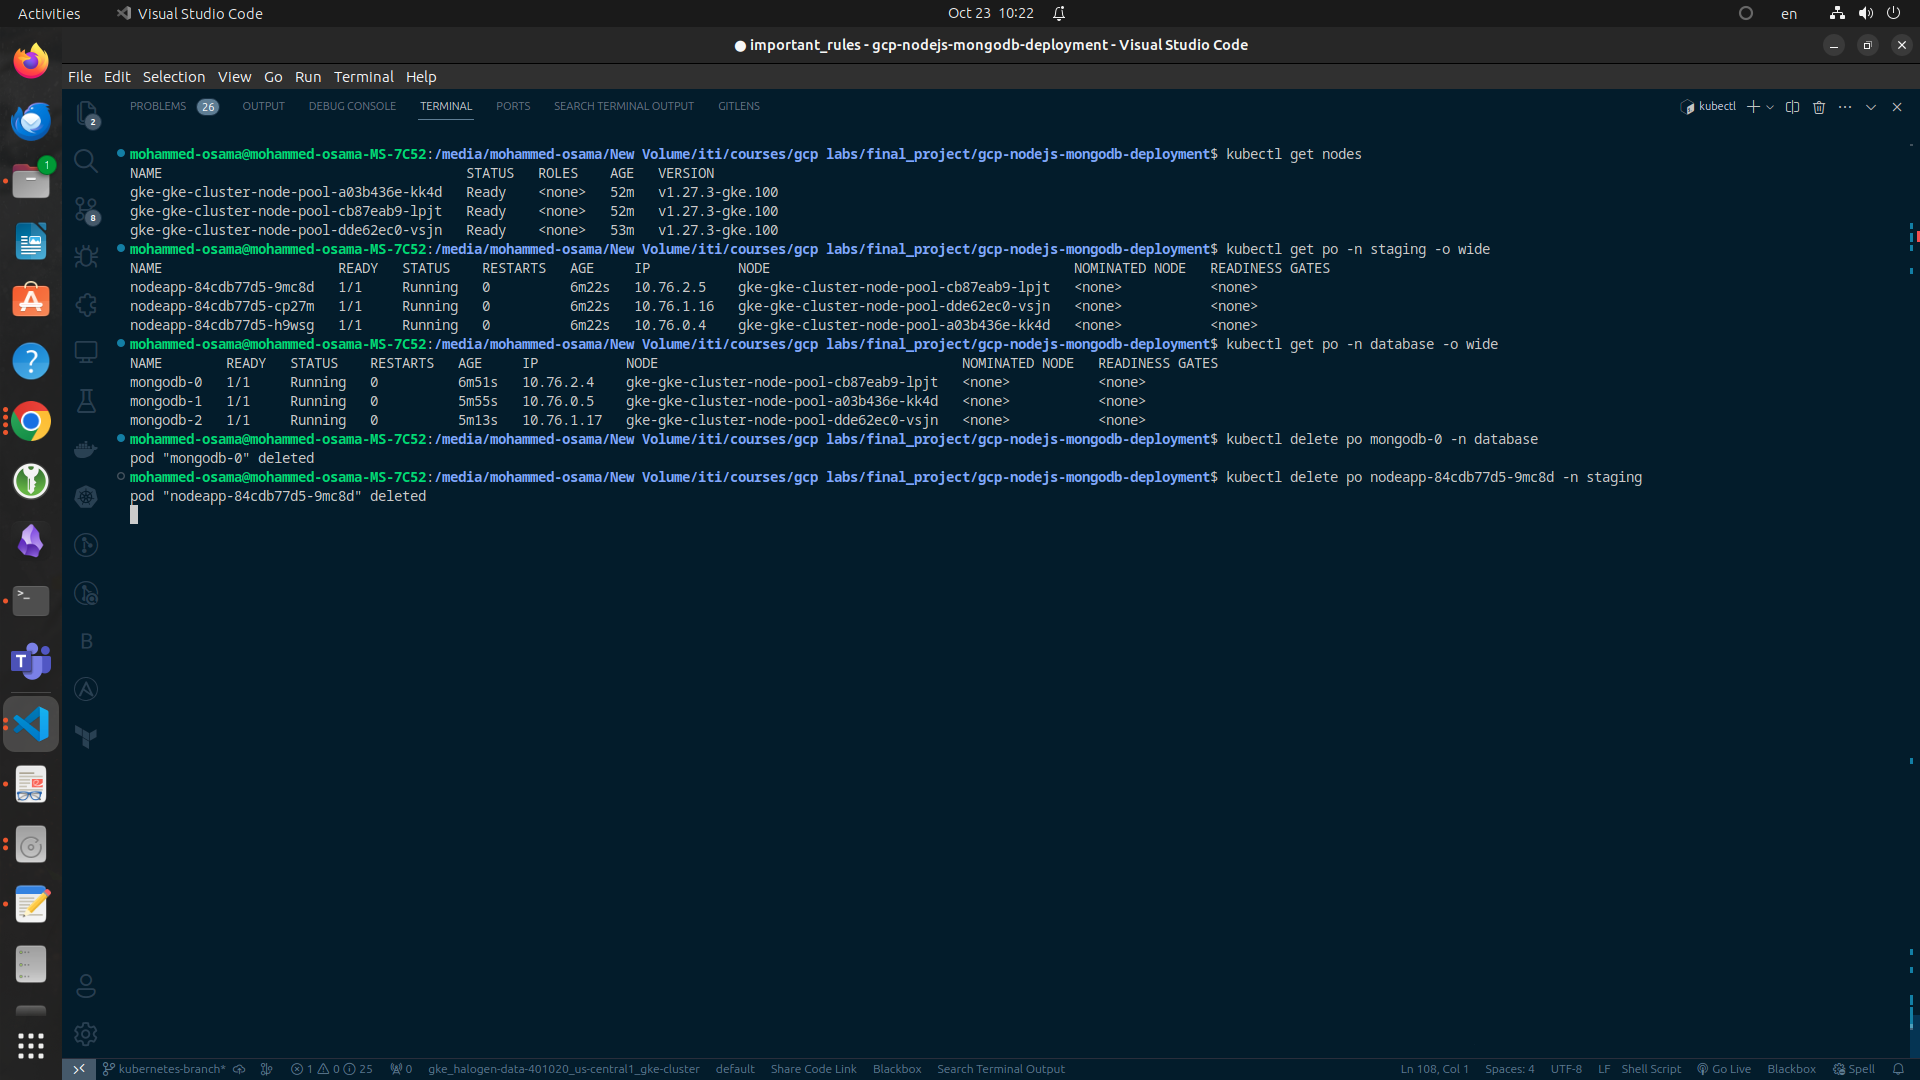 Activities Visual Studio Code Oct 23 10:22 en
● important_rules - gcp-nodejs-mongodb-deployment - Visual Studio Code
File Edit Selection View Go Run Terminal Help
PROBLEMS 26 OUTPUT DEBUG CONSOLE TERMINAL PORTS SEARCH TERMINAL OUTPUT GITLENS kubectl
mohammed-osama@mohammed-osama-MS-7C52:/media/mohammed-osama/New Volume/iti/courses/gcp labs/final_project/gcp-nodejs-mongodb-deployment$ kubectl get nodes
NAME STATUS ROLES AGE VERSION
gke-gke-cluster-node-pool-a03b436e-kk4d Ready <none> 52m v1.27.3-gke.100
gke-gke-cluster-node-pool-cb87eab9-lpjt Ready <none> 52m v1.27.3-gke.100
gke-gke-cluster-node-pool-dde62ec0-vsjn Ready <none> 53m v1.27.3-gke.100
mohammed-osama@mohammed-osama-MS-7C52:/media/mohammed-osama/New Volume/iti/courses/gcp labs/final_project/gcp-nodejs-mongodb-deployment$ kubectl get po -n staging -o wide
NAME READY STATUS RESTARTS AGE IP NODE NOMINATED NODE READINESS GATES
nodeapp-84cdb77d5-9mc8d 1/1 Running 0 6m22s 10.76.2.5 gke-gke-cluster-node-pool-cb87eab9-lpjt <none> <none>
nodeapp-84cdb77d5-cp27m 1/1 Running 0 6m22s 10.76.1.16 gke-gke-cluster-node-pool-dde62ec0-vsjn <none> <none>
nodeapp-84cdb77d5-h9wsg 1/1 Running 0 6m22s 10.76.0.4 gke-gke-cluster-node-pool-a03b436e-kk4d <none> <none>
mohammed-osama@mohammed-osama-MS-7C52:/media/mohammed-osama/New Volume/iti/courses/gcp labs/final_project/gcp-nodejs-mongodb-deployment$ kubectl get po -n database -o wide
NAME READY STATUS RESTARTS AGE IP NODE NOMINATED NODE READINESS GATES
mongodb-0 1/1 Running 0 6m51s 10.76.2.4 gke-gke-cluster-node-pool-cb87eab9-lpjt <none> <none>
mongodb-1 1/1 Running 0 5m55s 10.76.0.5 gke-gke-cluster-node-pool-a03b436e-kk4d <none> <none>
mongodb-2 1/1 Running 0 5m13s 10.76.1.17 gke-gke-cluster-node-pool-dde62ec0-vsjn <none> <none>
mohammed-osama@mohammed-osama-MS-7C52:/media/mohammed-osama/New Volume/iti/courses/gcp labs/final_project/gcp-nodejs-mongodb-deployment$ kubectl delete po mongodb-0 -n database
pod "mongodb-0" deleted
mohammed-osama@mohammed-osama-MS-7C52:/media/mohammed-osama/New Volume/iti/courses/gcp labs/final_project/gcp-nodejs-mongodb-deployment$ kubectl delete po nodeapp-84cdb77d5-9mc8d -n staging
pod "nodeapp-84cdb77d5-9mc8d" deleted
2
8
1
B
kubernetes-branch* 1 0 25 0 gke_halogen-data-401020_us-central1_gke-cluster default Share Code Link Blackbox Search Terminal Output Ln 108, Col 1 Spaces: 4 UTF-8 LF Shell Script Go Live Blackbox Spell